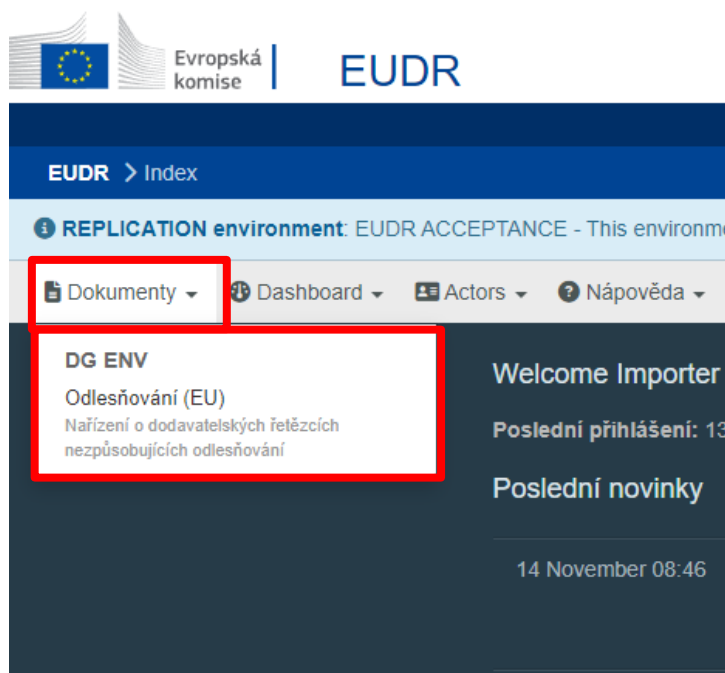 Evropská
komise
EUDR
EUDR > Index
REPLICATION environment: EUDR ACCEPTANCE - This environme
Dokumenty Dashboard Actors Nápověda
DG ENV
Odlesňování (EU)
Nařízení o dodavatelských řetězcích
nezpůsobujících odlesňování
Welcome Importer
Poslední přihlášení: 13
Poslední novinky
14 November 08:46